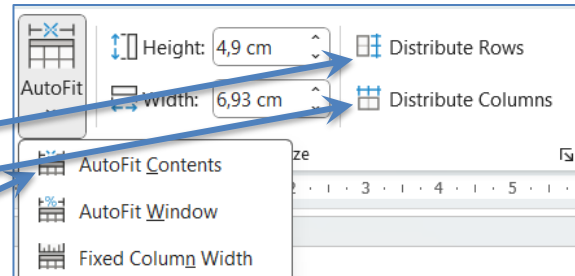 Height: 4,9 cm Distribute Rows
AutoFit Width: 6,93 cm Distribute Columns
AutoFit Contents ze
2 · ı · 3 · ı · 4 · ı · 5 · ı ·
AutoFit Window
Fixed Column Width